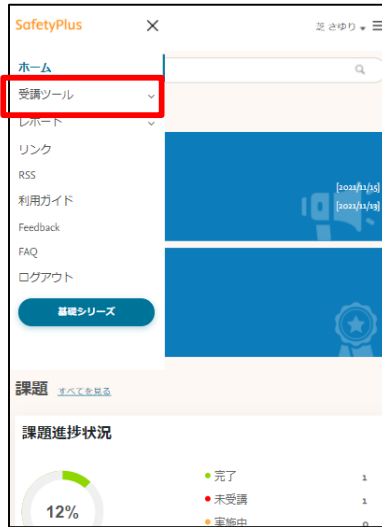 SafetyPlus
芝 さゆり
ホーム
受講ツール
レポート
リンク
RSS
利用ガイド
Feedback
FAQ
ログアウト
基礎シリーズ
[2021/11/15]
[2021/11/13]
課題 すべてを見る
課題進捗状況
12%
完了 1
未受講 1
実施中 0